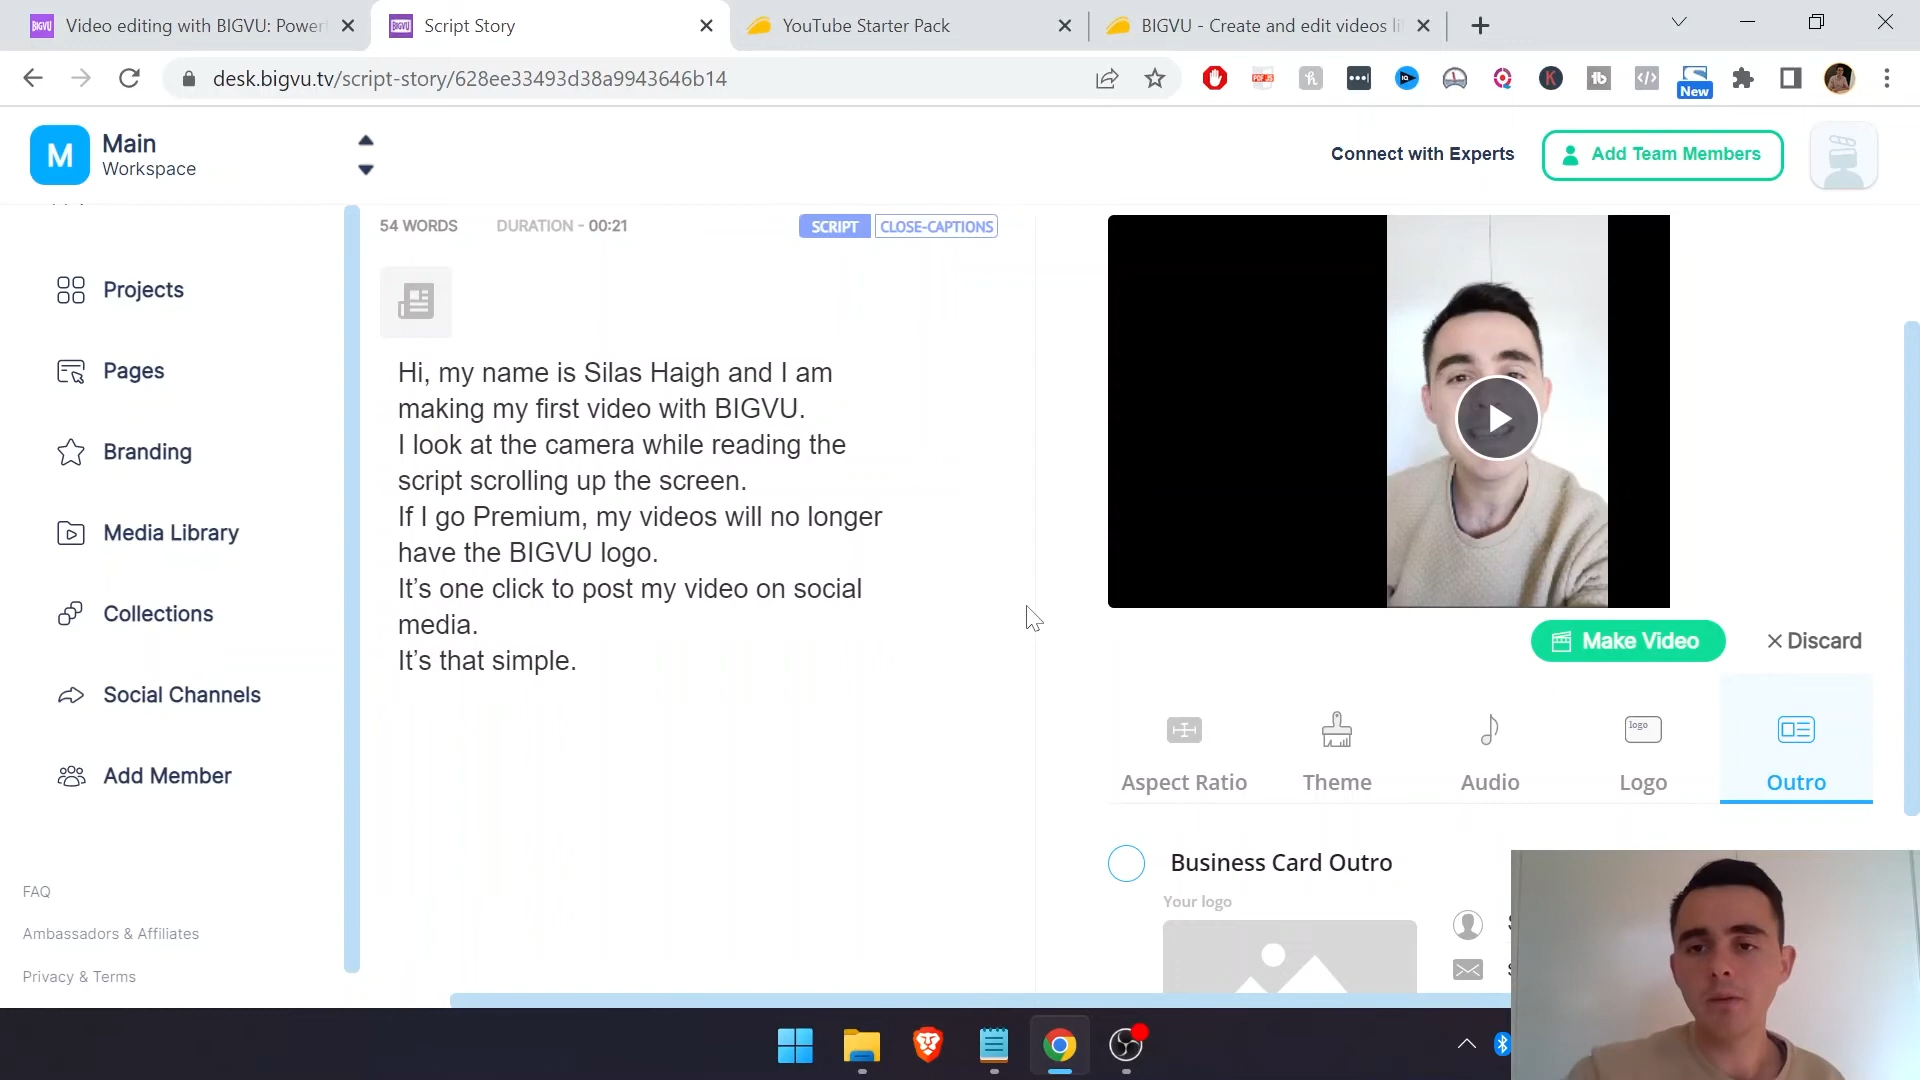 BIGVU Video editing with BIGVU: Power
BIGVU Script Story
YouTube Starter Pack
BIGVU - Create and edit videos li
desk.bigvu.tv/script-story/628ee33493d38a9943646b14
New
M
Main
Workspace
Connect with Experts
Add Team Members
54 WORDS
DURATION - 00:21
SCRIPT
CLOSE-CAPTIONS
Projects
Pages
Branding
Media Library
Collections
Social Channels
Add Member
FAQ
Ambassadors & Affiliates
Privacy & Terms
Hi, my name is Silas Haigh and I am
making my first video with BIGVU.
I look at the camera while reading the
script scrolling up the screen.
If I go Premium, my videos will no longer
have the BIGVU logo.
It’s one click to post my video on social
media.
It’s that simple.
Make Video
Discard
Aspect Ratio
Theme
Audio
logo
Logo
Outro
Business Card Outro
Your logo